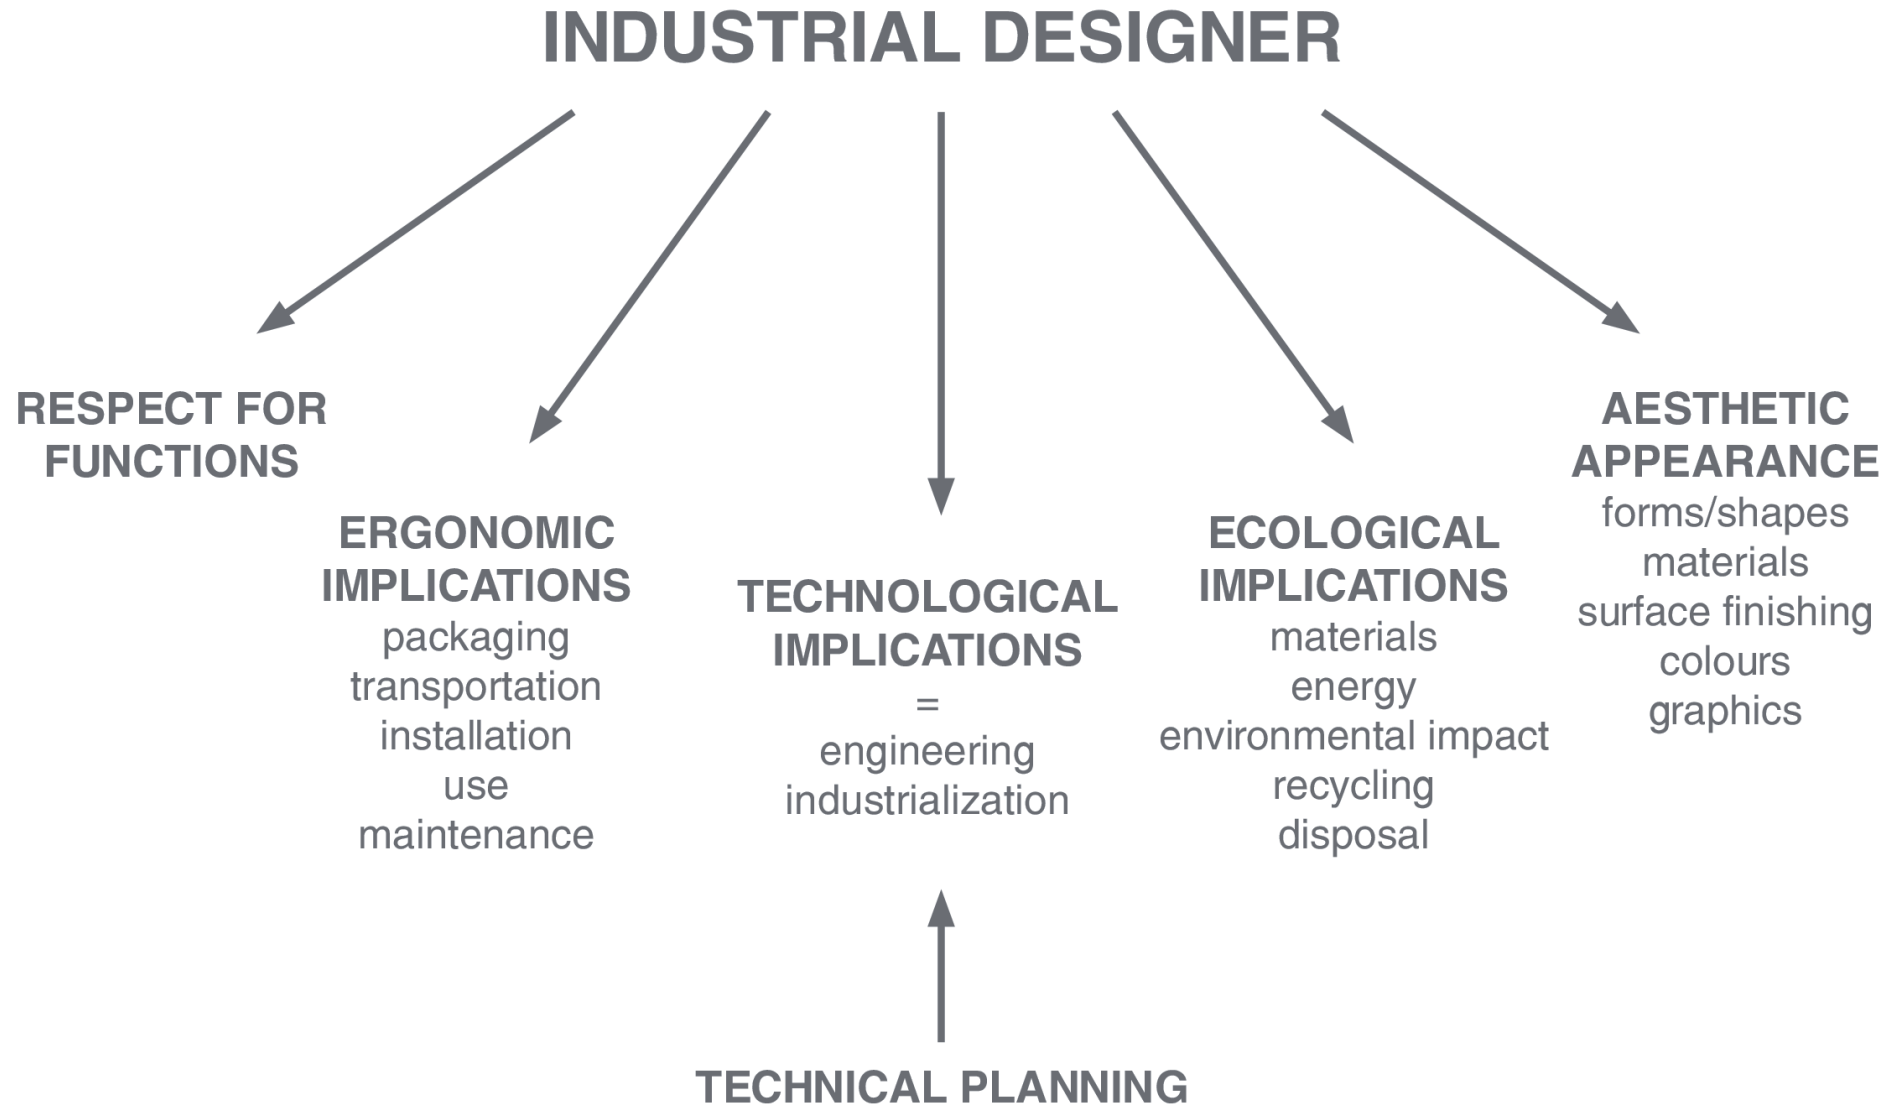 INDUSTRIAL DESIGNER
RESPECT FOR
FUNCTIONS
ERGONOMIC
IMPLICATIONS
packaging
transportation
installation
use
maintenance
TECHNOLOGICAL
IMPLICATIONS
=
engineering
industrialization
ECOLOGICAL
IMPLICATIONS
materials
energy
environmental impact
recycling
disposal
AESTHETIC
APPEARANCE
forms/shapes
materials
surface finishing
colours
graphics
TECHNICAL PLANNING